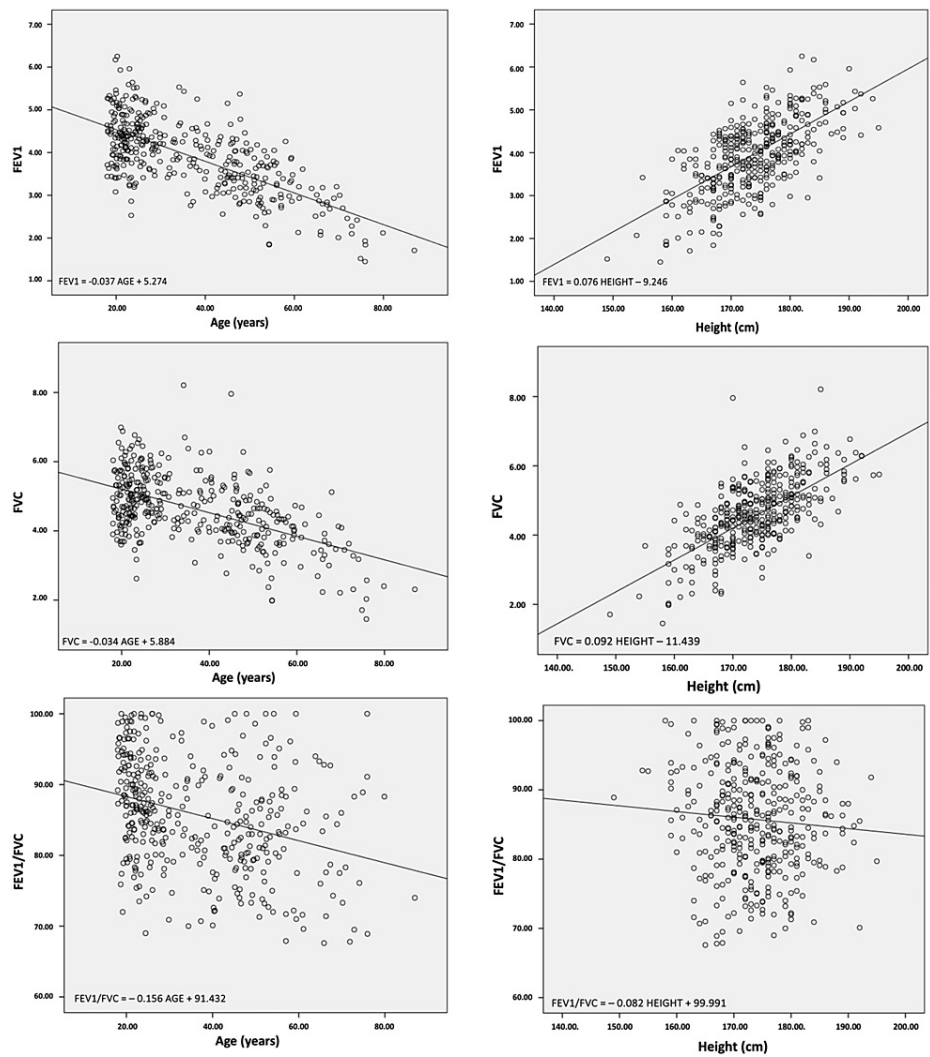 7.00
6.00
5.00
4.00
3.00
2.00
1.00
FEV1
FEV1 = -0.037 AGE + 5.274
20.00 40.00 60.00 80.00
Age (years)
7.00
6.00
5.00
4.00
3.00
2.00
1.00
FEV1
FEV1 = 0.076 HEIGHT – 9.246
140.00. 150.00. 160.00 170.00 180.00. 190.00 200.00
Height (cm)
8.00
6.00
4.00
2.00
FVC
FVC = -0.034 AGE + 5.884
20.00 40.00 60.00 80.00
Age (years)
8.00
6.00
4.00
2.00
FVC
FVC = 0.092 HEIGHT – 11.439
140.00. 150.00. 160.00 170.00 180.00. 190.00 200.00
Height (cm)
100.00
90.00
80.00
70.00
60.00
FEV1/FVC
FEV1/FVC = – 0.156 AGE + 91.432
20.00 40.00 60.00 80.00
Age (years)
100.00
90.00
80.00
70.00
60.00
FEV1/FVC
FEV1/FVC = – 0.082 HEIGHT + 99.991
140.00. 150.00. 160.00 170.00 180.00. 190.00 200.00
Height (cm)